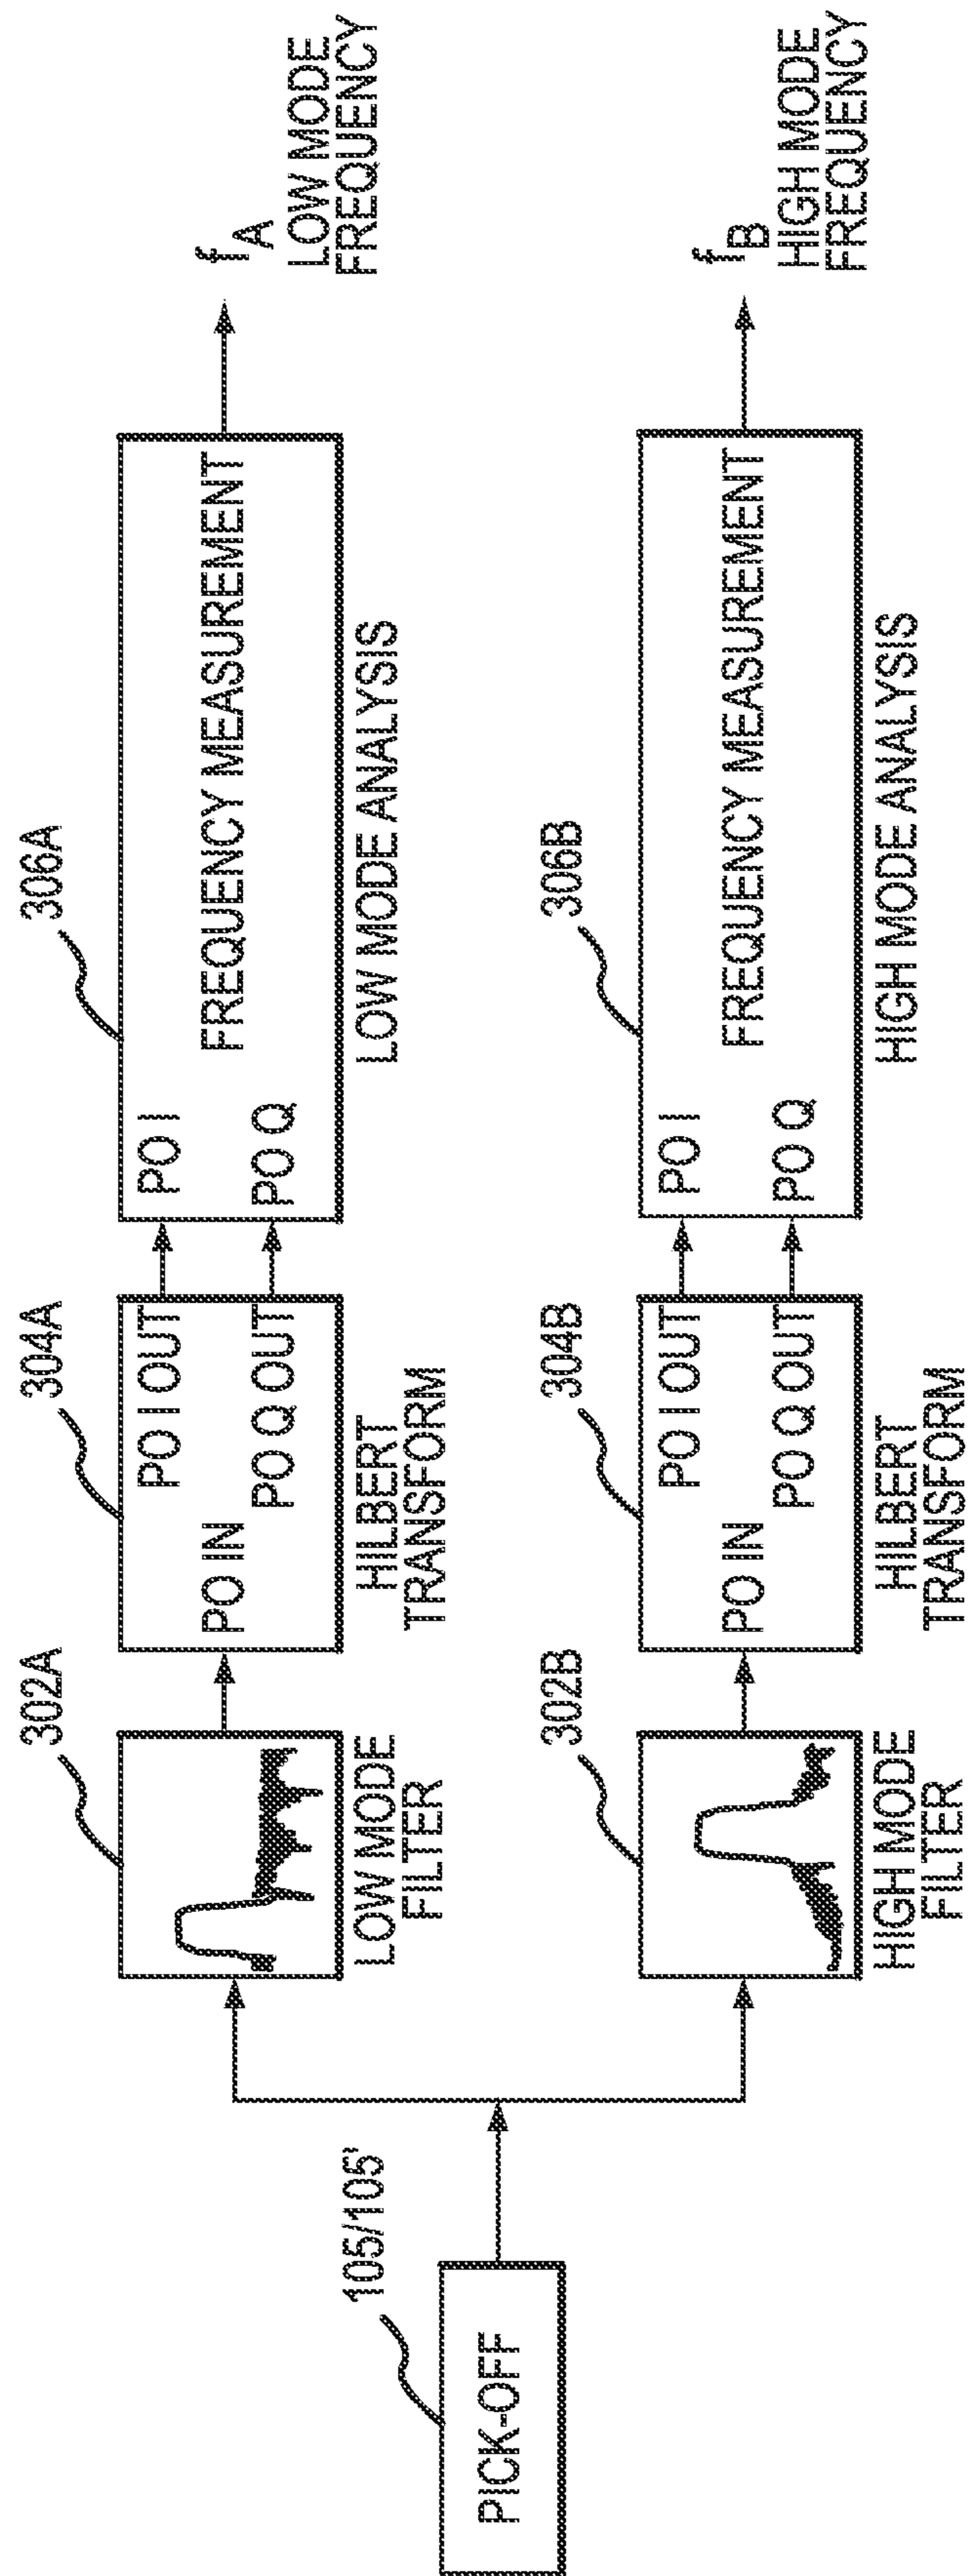 105/105'
PICK-OFF
302A
LOW MODE
FILTER
304A
PO IN
PO I OUT
PO Q OUT
HILBERT
TRANSFORM
306A
PO I
PO Q
FREQUENCY MEASUREMENT
LOW MODE ANALYSIS
fA
LOW MODE
FREQUENCY
302B
HIGH MODE
FILTER
304B
PO IN
PO I OUT
PO Q OUT
HILBERT
TRANSFORM
306B
PO I
PO Q
FREQUENCY MEASUREMENT
HIGH MODE ANALYSIS
fB
HIGH MODE
FREQUENCY